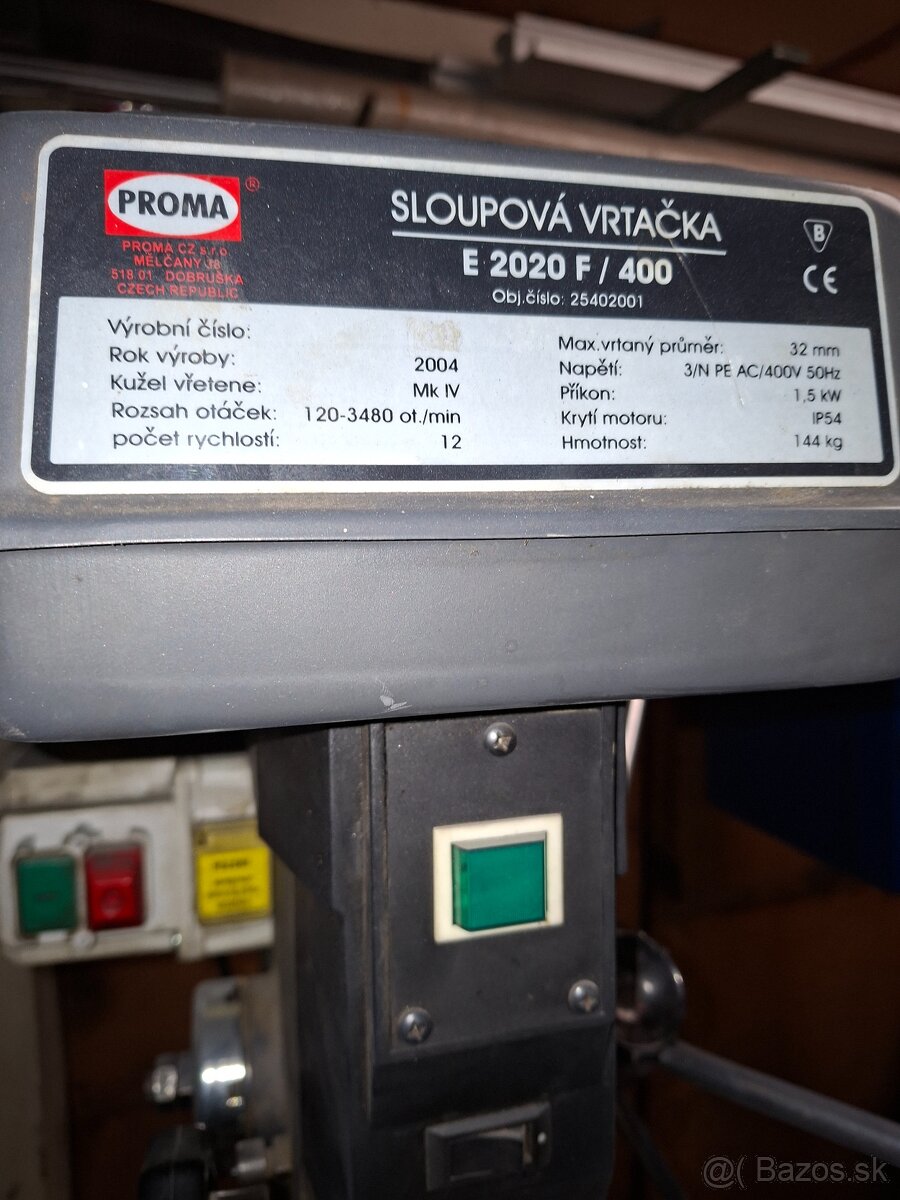 PROMA ®
PROMA CZ s.r.o.
MĚLČANY 38
518 01 DOBRUŠKA
CZECH REPUBLIC
SLOUPOVÁ VRTAČKA
E 2020 F / 400
Obj.číslo: 25402001
B
CE
Výrobní číslo:
Rok výroby: 2004
Kužel vřetene: Mk IV
Rozsah otáček: 120-3480 ot./min
počet rychlostí: 12
Max.vrtaný průměr: 32 mm
Napětí: 3/N PE AC/400V 50Hz
Příkon: 1,5 kW
Krytí motoru: IP54
Hmotnost: 144 kg
@( Bazos.sk